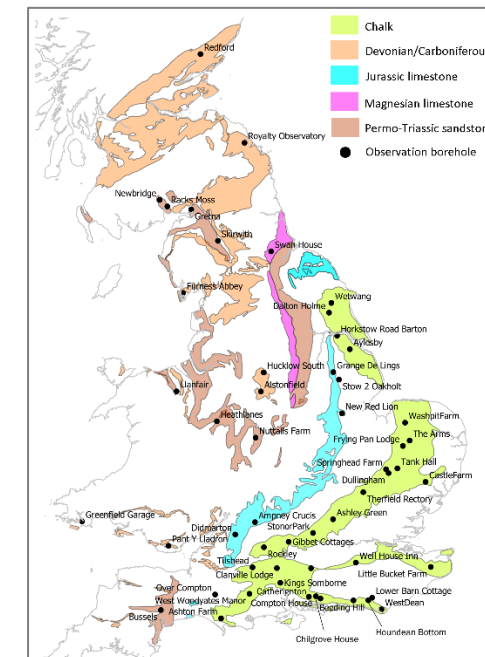 Chalk
Devonian/Carboniferou
Jurassic limestone
Magnesian limestone
Permo-Triassic sandston
Observation borehole
Redford
Royalty Observatory
Newbridge
Racks Moss
Gretna
Skirwith
Swan House
Furness Abbey
Wetwang
Dalton Holme
Horkstow Road Barton
Aylesby
Hucklow South
Grange De Lings
Llanfair
Alstonfield
Stow 2 Oakholt
New Red Lion
Heathlanes
WashpitFarm
Nuttalls Farm
The Arms
Frying Pan Lodge
Springhead Farm
Tank Hall
Dullingham
CastleFarm
Therfield Rectory
Greenfield Garage
Ampney Crucis
Ashley Green
Didmarton
StonorPark
Pant Y Lladron
Gibbet Cottages
Tilshead
Rockley
Well House Inn
Clanville Lodge
Little Bucket Farm
Over Compton
Kings Somborne
West Woodyates Manor
Catherington
Lower Barn Cottage
Bussels
Ashton Farm
Compton House
Beeding Hill
WestDean
Chilgrove House
Houndean Bottom